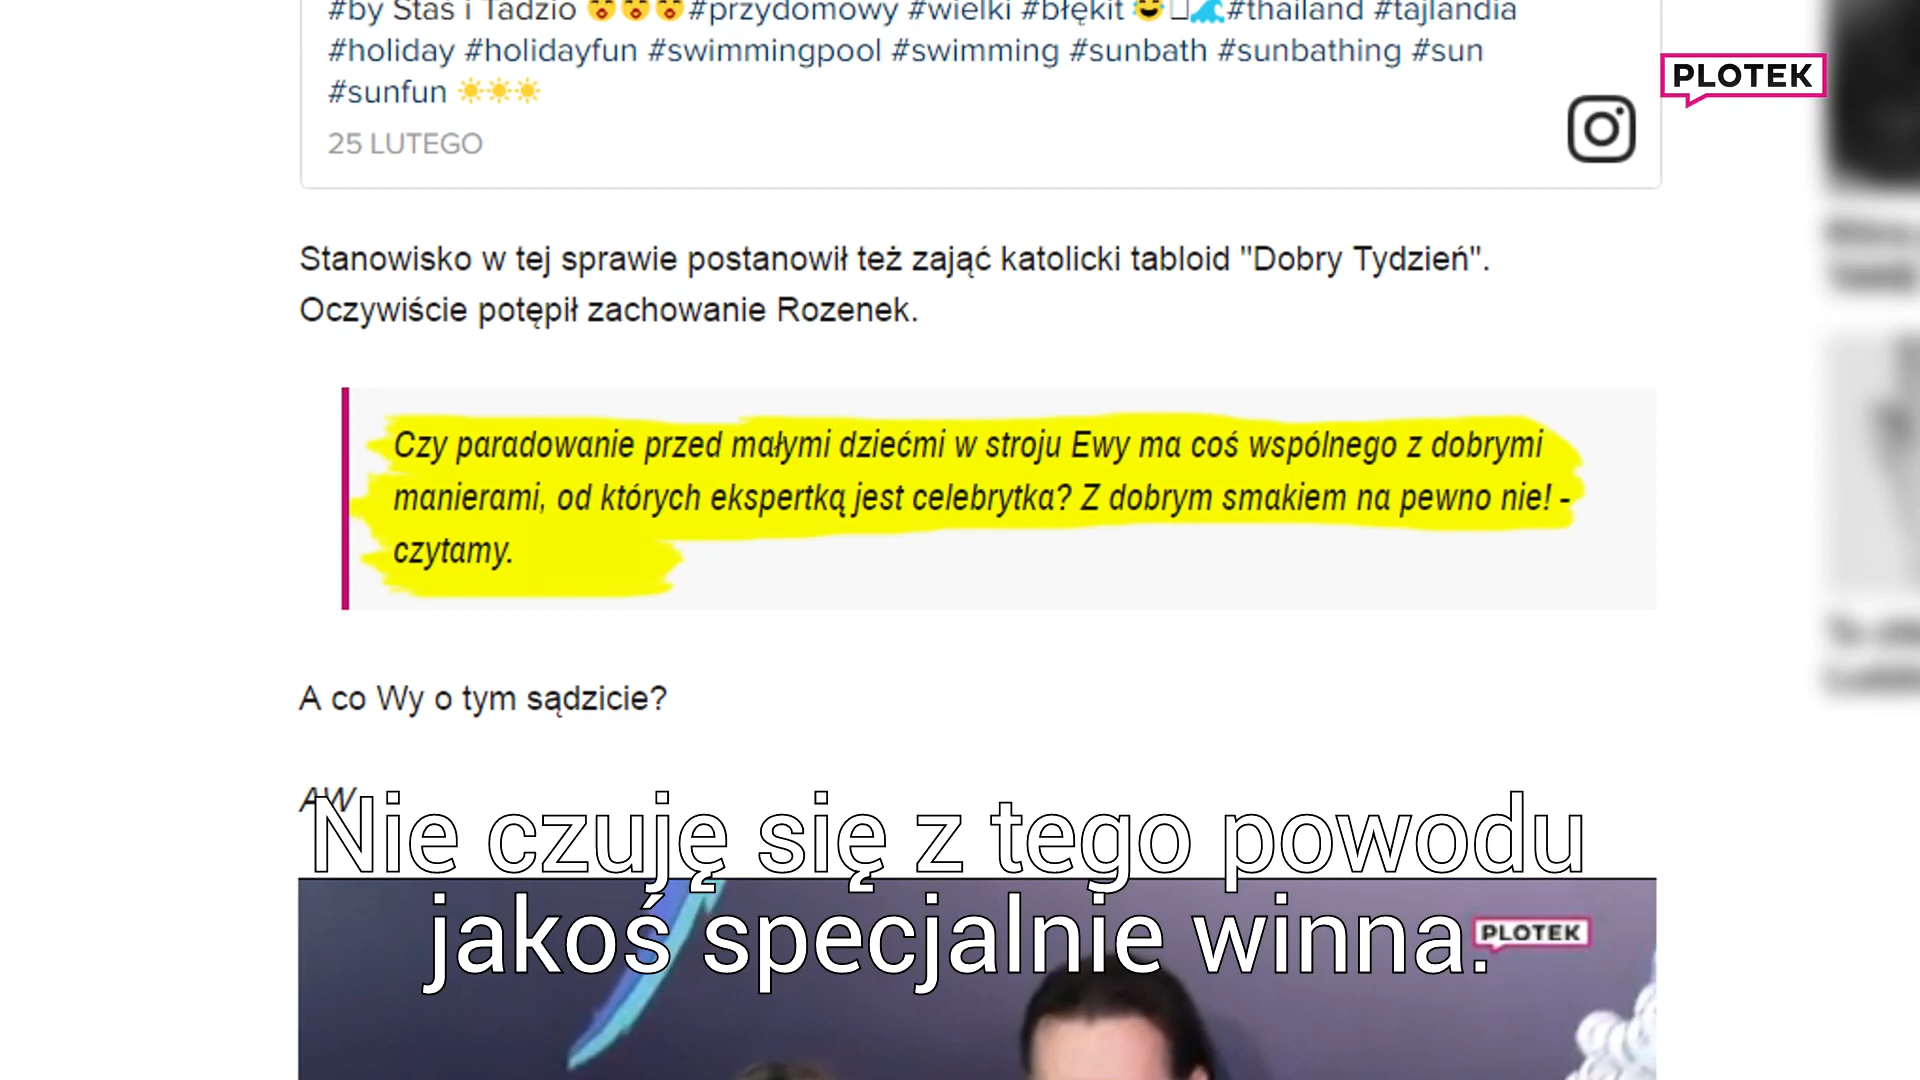 #by Staś i Tadzio #przydomowy #wielki #błękit #thailand #tajlandia
#holiday #holidayfun #swimmingpool #swimming #sunbath #sunbathing #sun
#sunfun
25 LUTEGO
PLOTEK
Stanowisko w tej sprawie postanowił też zająć katolicki tabloid "Dobry Tydzień".
Oczywiście potępił zachowanie Rozenek.
Czy paradowanie przed małymi dziećmi w stroju Ewy ma coś wspólnego z dobrymi
manierami, od których ekspertką jest celebrytka? Z dobrym smakiem na pewno nie! -
czytamy.
A co Wy o tym sądzicie?
AW
Nie czuję się z tego powodu
jakoś specjalnie winna.
PLOTEK